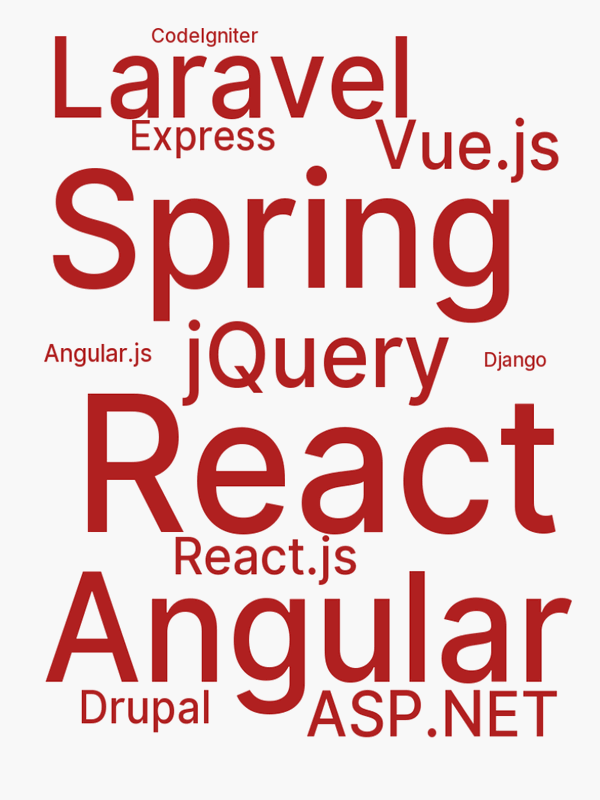 CodeIgniter
Laravel
Express
Vue.js
Spring
jQuery
Angular.js
Django
React
React.js
Angular
Drupal
ASP.NET